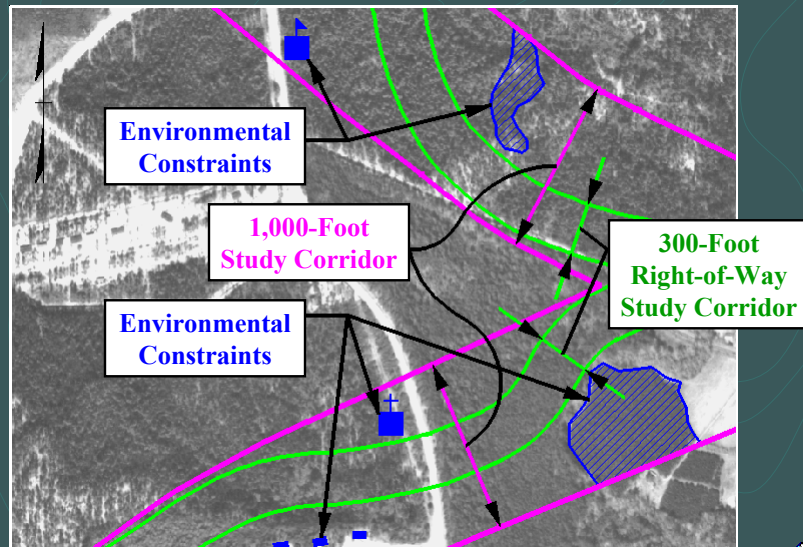 Environmental
Constraints
1,000-Foot
Study Corridor
300-Foot
Right-of-Way
Study Corridor
Environmental
Constraints